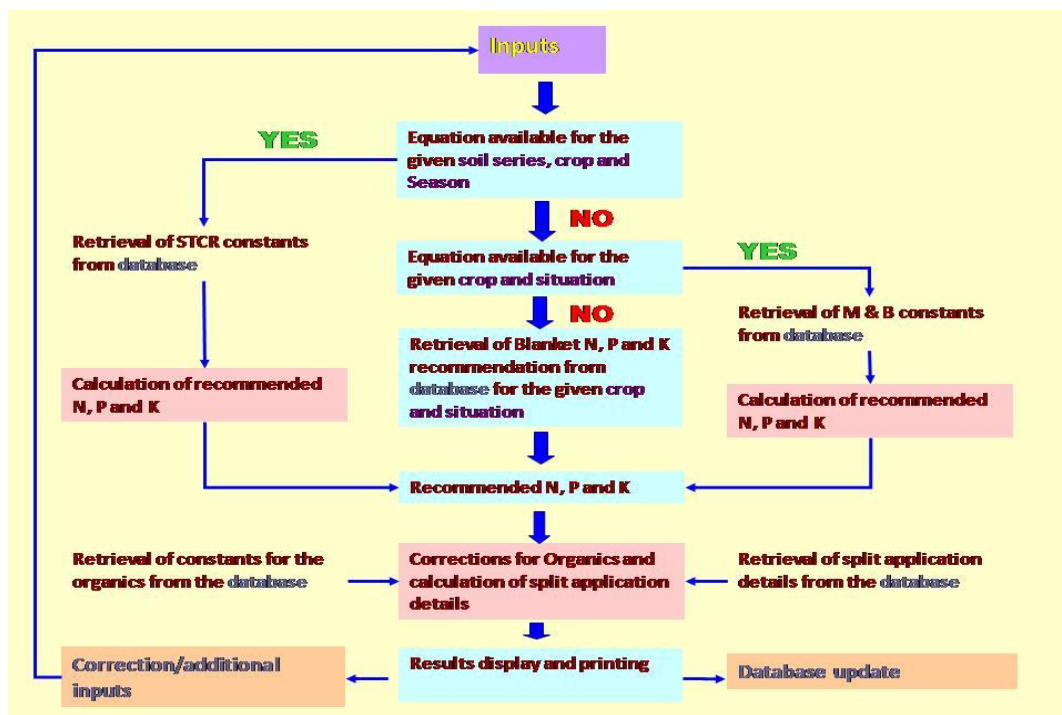 Inputs
YES
Equation available for the
given soil series, crop and
Season
NO
Retrieval of STCR constants
from database
Equation available for the
given crop and situation
YES
NO
Retrieval of M & B constants
from database
Retrieval of Blanket N, P and K
recommendation from
database for the given crop
and situation
Calculation of recommended
N, P and K
Calculation of recommended
N, P and K
Recommended N, P and K
Retrieval of constants for the
organics from the database
Corrections for Organics and
calculation of split application
details
Retrieval of split application
details from the database
Correction/additional
inputs
Results display and printing
Database update